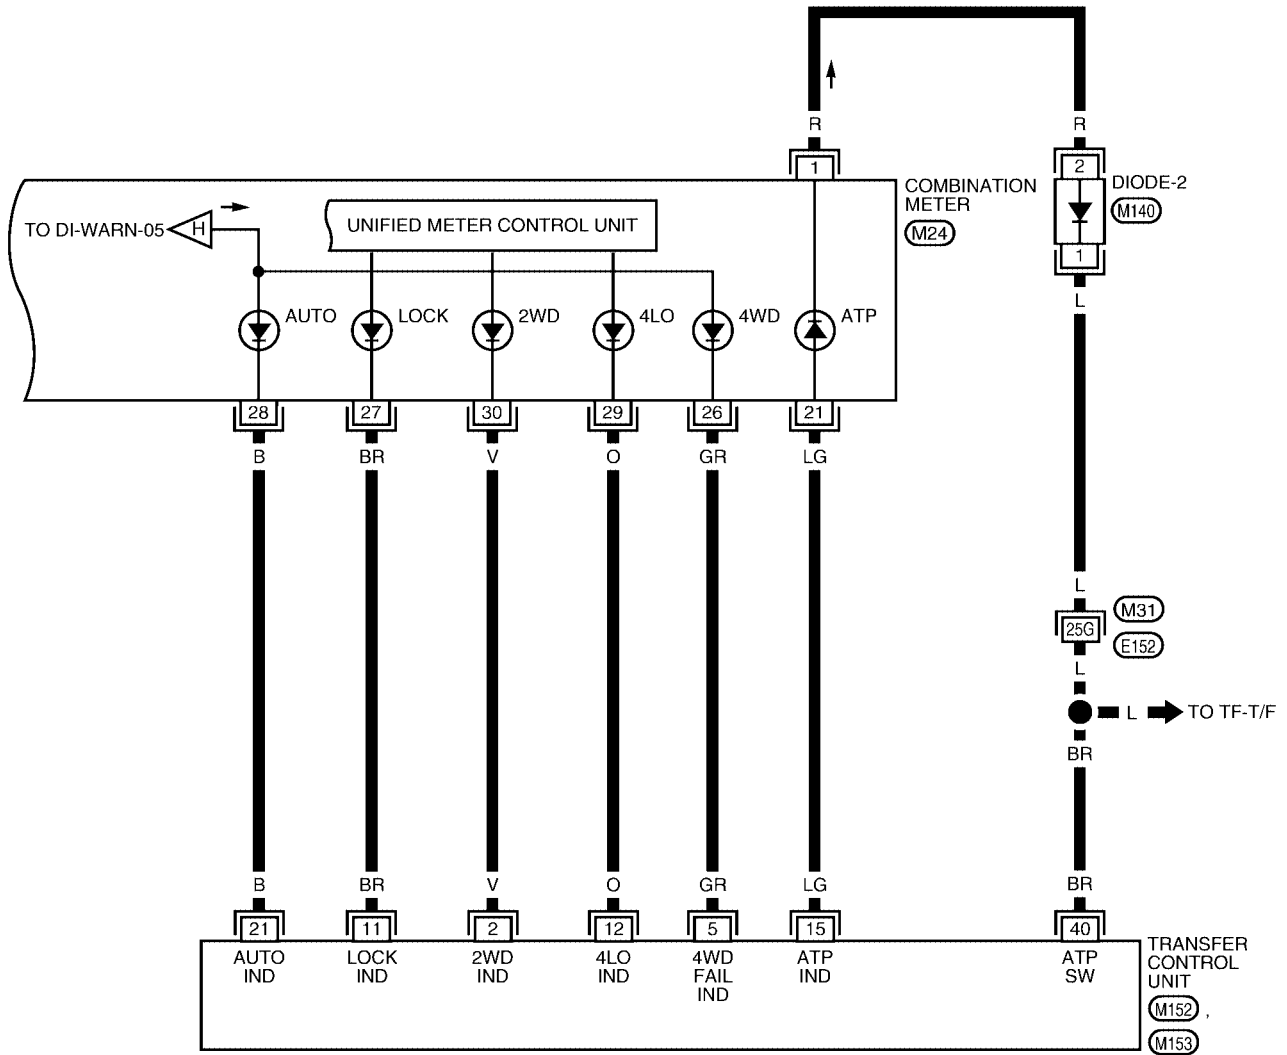 R
R
1
2
COMBINATION
METER
M24
DIODE-2
M140
TO DI-WARN-05
H
UNIFIED METER CONTROL UNIT
1
L
AUTO
LOCK
2WD
4LO
4WD
ATP
28
27
30
29
26
21
B
BR
V
O
GR
LG
L
25G
M31
E152
L
L
TO TF-T/F
BR
B
BR
V
O
GR
LG
BR
21
11
2
12
5
15
40
AUTO
IND
LOCK
IND
2WD
IND
4LO
IND
4WD
FAIL
IND
ATP
IND
ATP
SW
TRANSFER
CONTROL
UNIT
M152 ,
M153